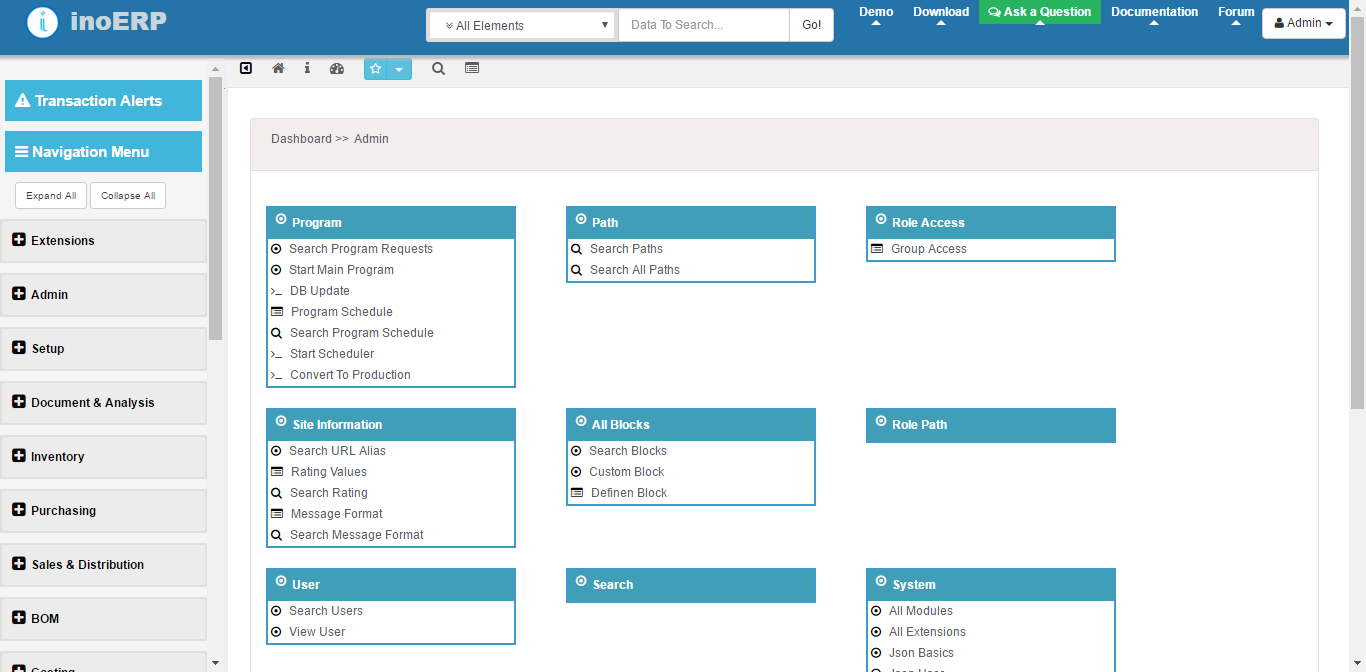 inoERP
All Elements
Data To Search...
Go!
Demo
Download
Ask a Question
Documentation
Forum
Admin
Transaction Alerts
Navigation Menu
Expand All
Collapse All
Extensions
Admin
Setup
Document & Analysis
Inventory
Purchasing
Sales & Distribution
BOM
Costing
Dashboard >> Admin
Program
Search Program Requests
Start Main Program
DB Update
Program Schedule
Search Program Schedule
Start Scheduler
Convert To Production
Path
Search Paths
Search All Paths
Role Access
Group Access
Site Information
Search URL Alias
Rating Values
Search Rating
Message Format
Search Message Format
All Blocks
Search Blocks
Custom Block
Definen Block
Role Path
User
Search Users
View User
Search
System
All Modules
All Extensions
Json Basics